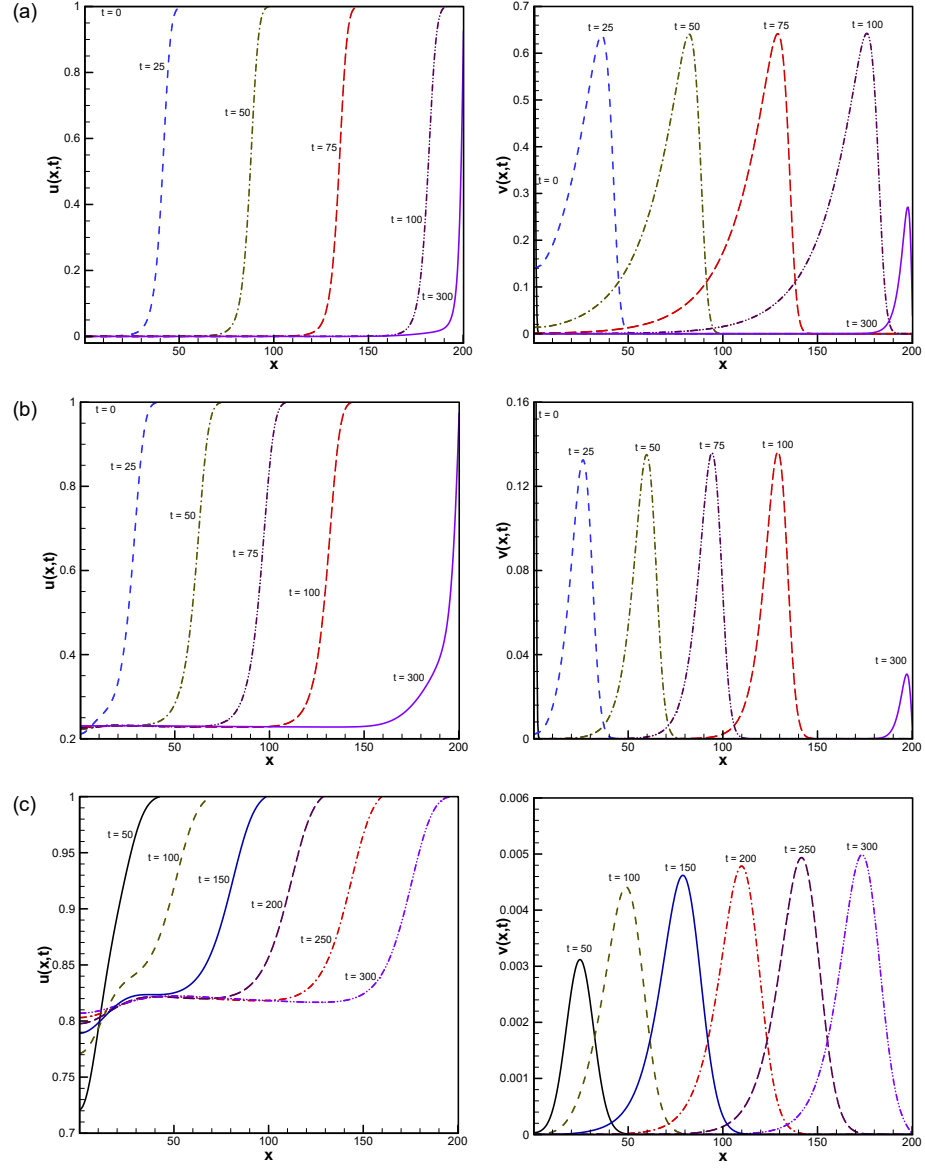 (a)
u(x,t)
1
0.8
0.6
0.4
0.2
0
50
100
150
200
x
t = 0
t = 25
t = 50
t = 75
t = 100
t = 300
v(x,t)
0.7
0.6
0.5
0.4
0.3
0.2
0.1
0.0
50
100
150
200
x
t = 0
t = 25
t = 50
t = 75
t = 100
t = 300
(b)
u(x,t)
1
0.8
0.6
0.4
0.2
50
100
150
200
x
t = 0
t = 25
t = 50
t = 75
t = 100
t = 300
v(x,t)
0.16
0.12
0.08
0.04
0
50
100
150
200
x
t = 0
t = 25
t = 50
t = 75
t = 100
t = 300
(c)
u(x,t)
1
0.95
0.9
0.85
0.8
0.75
0.7
50
100
150
200
x
t = 50
t = 100
t = 150
t = 200
t = 250
t = 300
v(x,t)
0.006
0.005
0.004
0.003
0.002
0.001
0.000
50
100
150
200
x
t = 50
t = 100
t = 150
t = 200
t = 250
t = 300